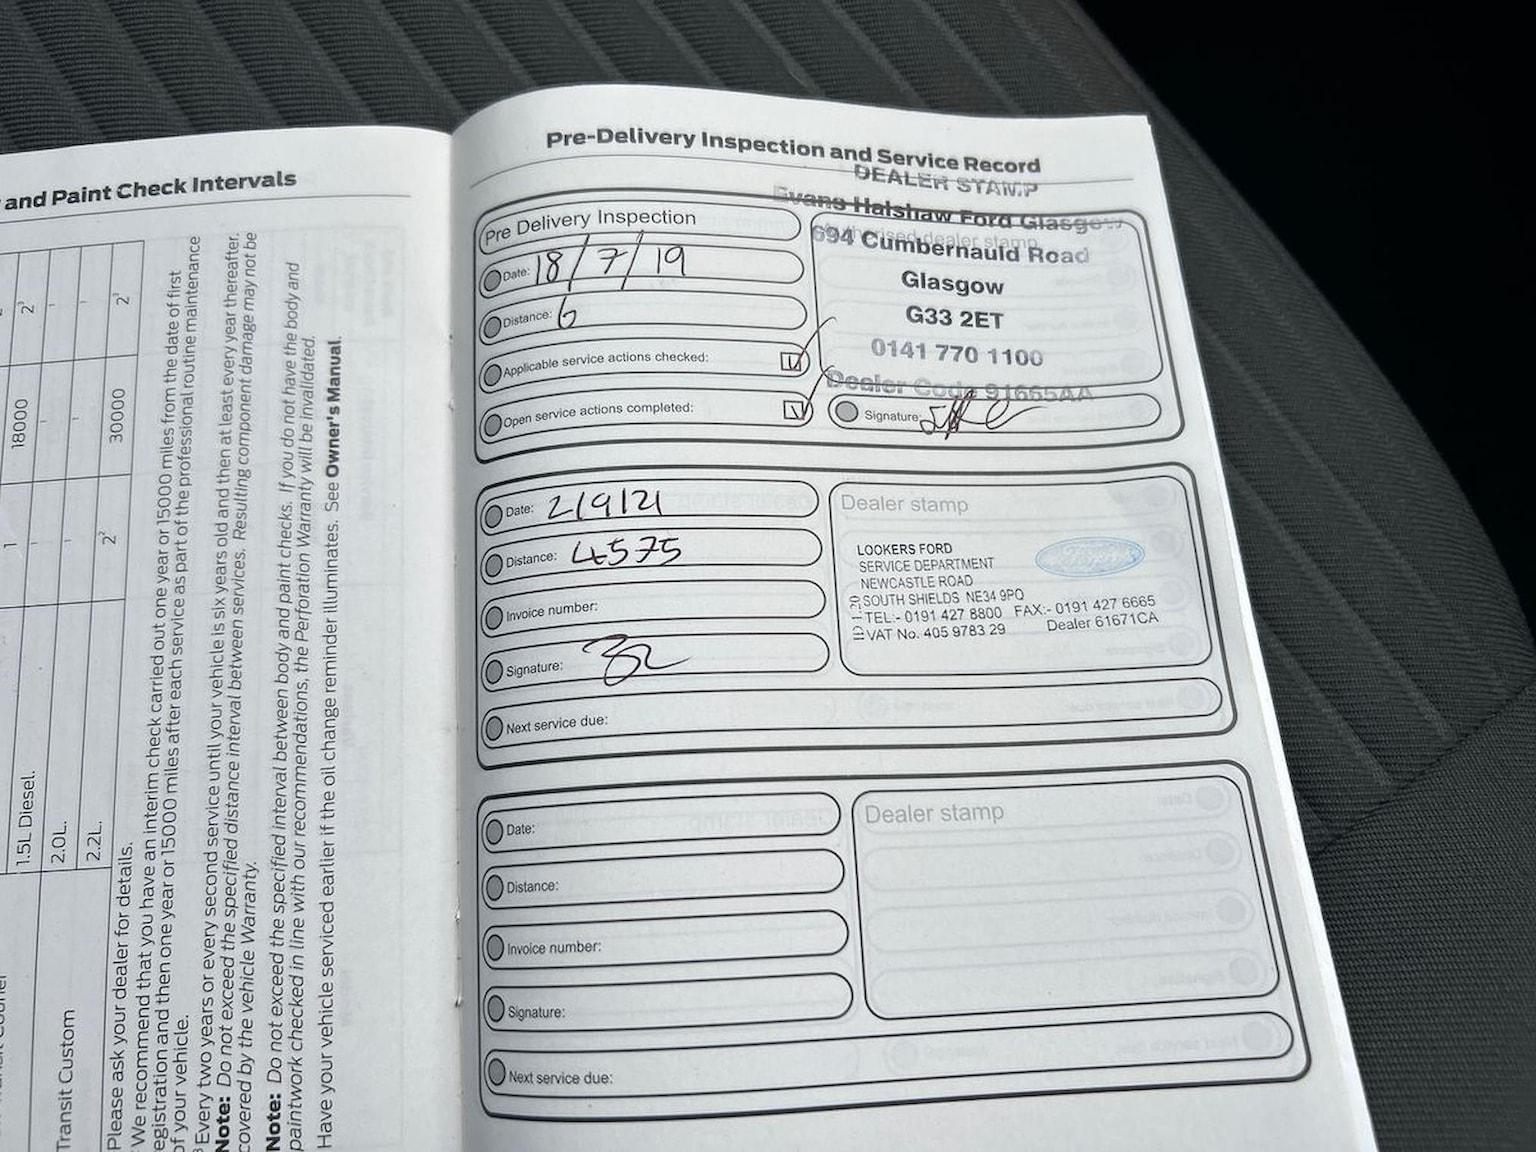 and Paint Check Intervals
2³
18000
1
1.5L Diesel.
2.0L.
2.2L.
2³
30000
2²
Transit Custom
Please ask your dealer for details.
We recommend that you have an interim check carried out one year or 15000 miles from the date of first
egistration and then one year or 15000 miles after each service as part of the professional routine maintenance
of your vehicle.
³ Every two years or every second service until your vehicle is six years old and then at least every year thereafter.
Note: Do not exceed the specified distance interval between services. Resulting component damage may not be
covered by the vehicle Warranty.
Note: Do not exceed the specified interval between body and paint checks. If you do not have the body and
paintwork checked in line with our recommendations, the Perforation Warranty will be invalidated.
Have your vehicle serviced earlier if the oil change reminder illuminates. See Owner's Manual.
Pre-Delivery Inspection and Service Record
DEALER STAMP
Evans Halshaw Ford Glasgow
Authorised dealer stamp
694 Cumbernauld Road
Glasgow
G33 2ET
0141 770 1100
Dealer Code 91665AA
Pre Delivery Inspection
Date: 18/7/19
Distance: 6
Applicable service actions checked:
Open service actions completed:
Signature:
Date: 2/9/21
Distance: 4575
Invoice number:
Signature:
Next service due:
Dealer stamp
Ford
LOOKERS FORD
SERVICE DEPARTMENT
NEWCASTLE ROAD
SOUTH SHIELDS NE34 9PQ
TEL:- 0191 427 8800 FAX:- 0191 427 6665
VAT No. 405 9783 29 Dealer 61671CA
Date:
Distance:
Invoice number:
Signature:
Next service due:
Dealer stamp